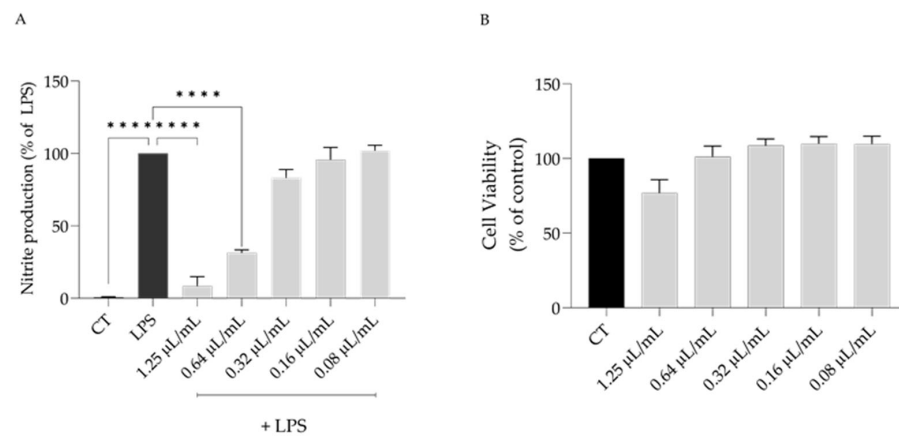 A
Nitrite production (% of LPS)
150
100
50
0
* * * *
* * * * * * * *
CT
LPS
1.25 µL/mL
0.64 µL/mL
0.32 µL/mL
0.16 µL/mL
0.08 µL/mL
+ LPS
B
Cell Viability
(% of control)
150
100
50
0
CT
1.25 µL/mL
0.64 µL/mL
0.32 µL/mL
0.16 µL/mL
0.08 µL/mL